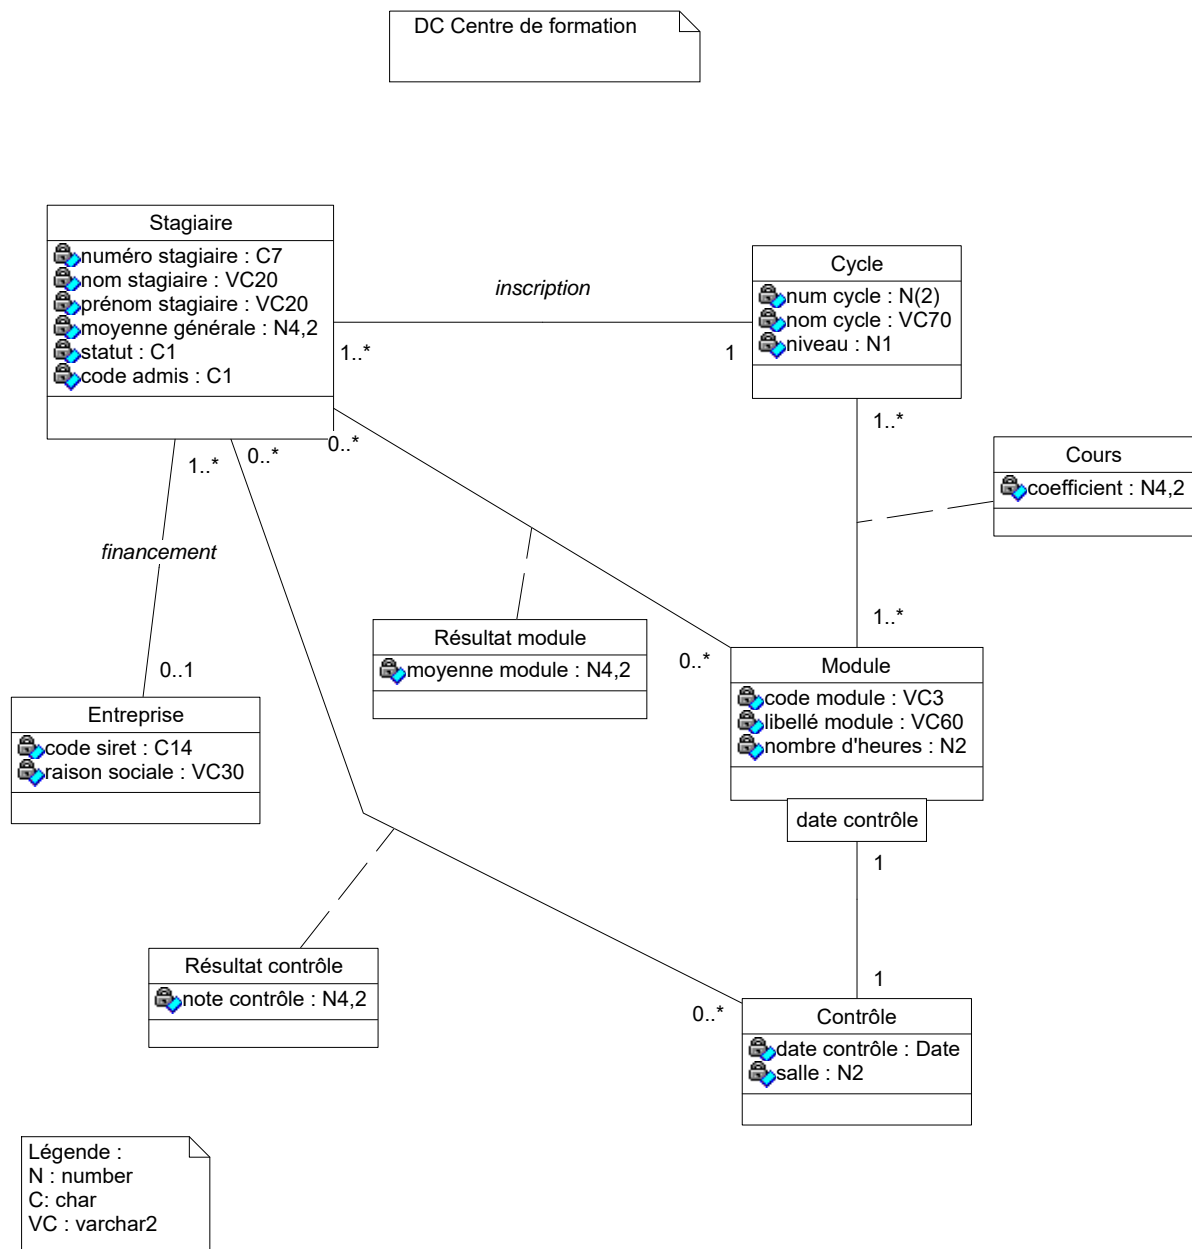 DC Centre de formation
Stagiaire
numéro stagiaire : C7
nom stagiaire : VC20
prénom stagiaire : VC20
moyenne générale : N4,2
statut : C1
code admis : C1
inscription
1..*
1
Cycle
num cycle : N(2)
nom cycle : VC70
niveau : N1
1..*
0..*
0..*
1..*
Cours
coefficient : N4,2
financement
0..1
1..*
0..*
Résultat module
moyenne module : N4,2
Entreprise
code siret : C14
raison sociale : VC30
Module
code module : VC3
libellé module : VC60
nombre d'heures : N2
date contrôle
1
1
Résultat contrôle
note contrôle : N4,2
0..*
Contrôle
date contrôle : Date
salle : N2
Légende :
N : number
C: char
VC : varchar2